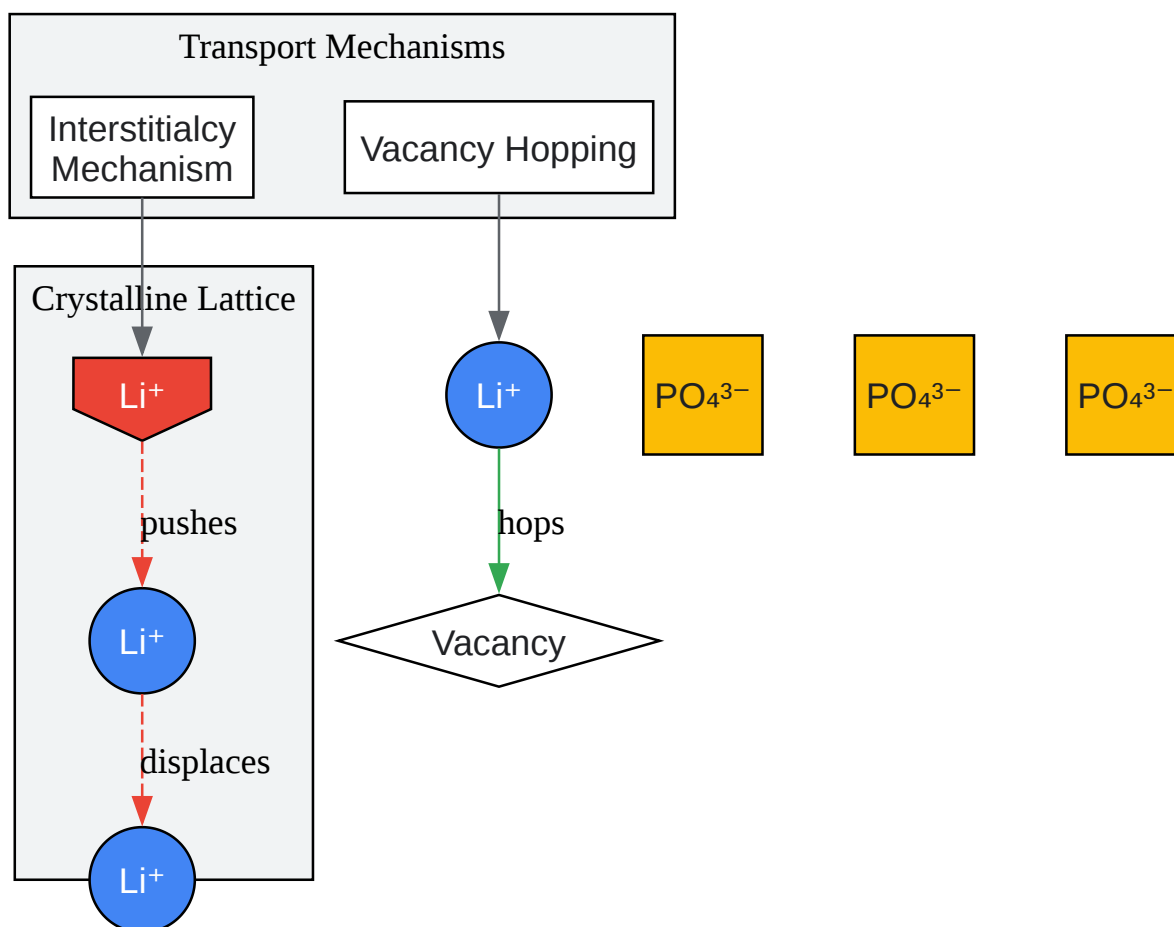 Transport Mechanisms
Interstitialcy
Mechanism
Vacancy Hopping
Crystalline Lattice
Li⁺
Li⁺
PO₄³⁻
PO₄³⁻
PO₄³⁻
pushes
hops
Li⁺
Vacancy
displaces
Li⁺